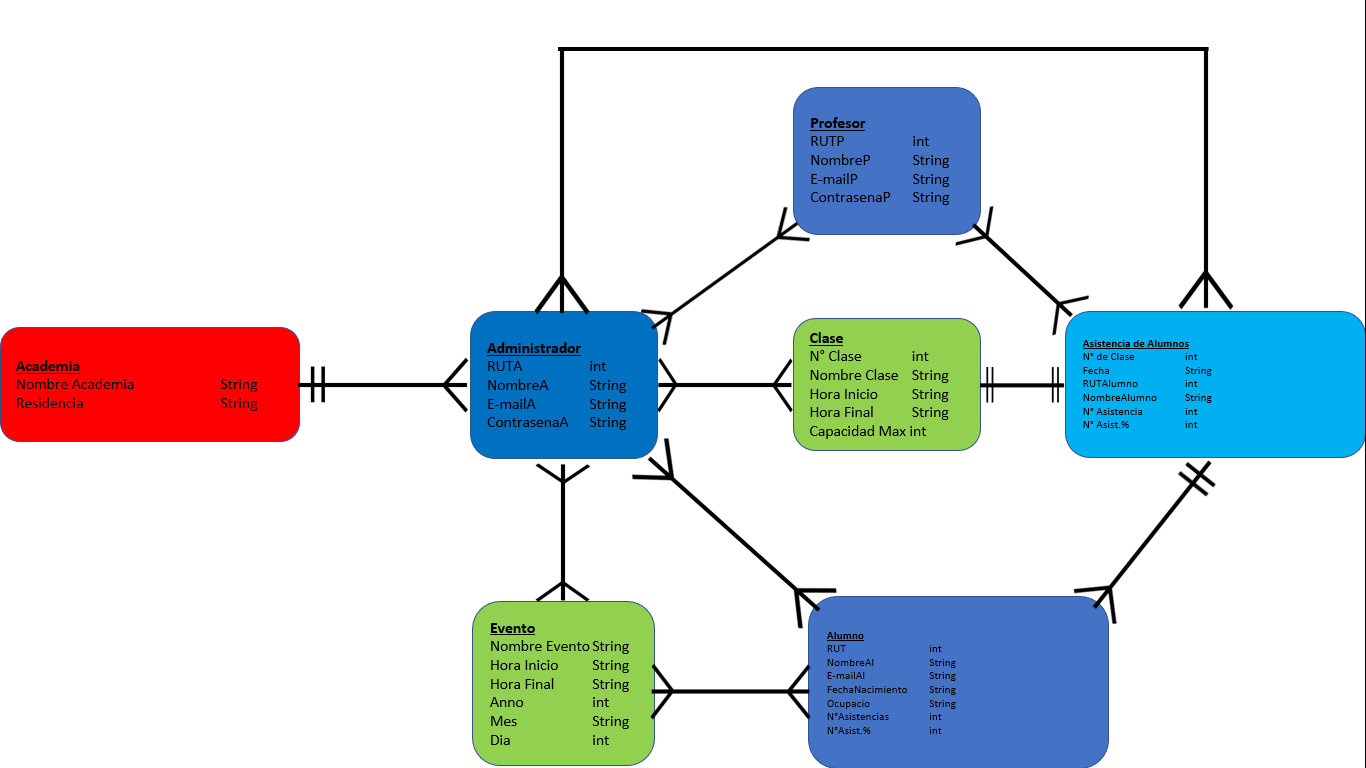 Profesor
RUTP int
NombreP String
E-mailP String
ContrasenaP String
Academia
Nombre Academia String
Residencia String
Administrador
RUTA int
NombreA String
E-mailA String
ContrasenaA String
Clase
N° Clase int
Nombre Clase String
Hora Inicio String
Hora Final String
Capacidad Max int
Asistencia de Alumnos
N° de Clase int
Fecha String
RUTAlumno int
NombreAlumno String
N° Asistencia int
N° Asist.% int
Evento
Nombre Evento String
Hora Inicio String
Hora Final String
Anno int
Mes String
Dia int
Alumno
RUT int
NombreAl String
E-mailAl String
FechaNacimiento String
Ocupacio String
N°Asistencias int
N°Asist.% int